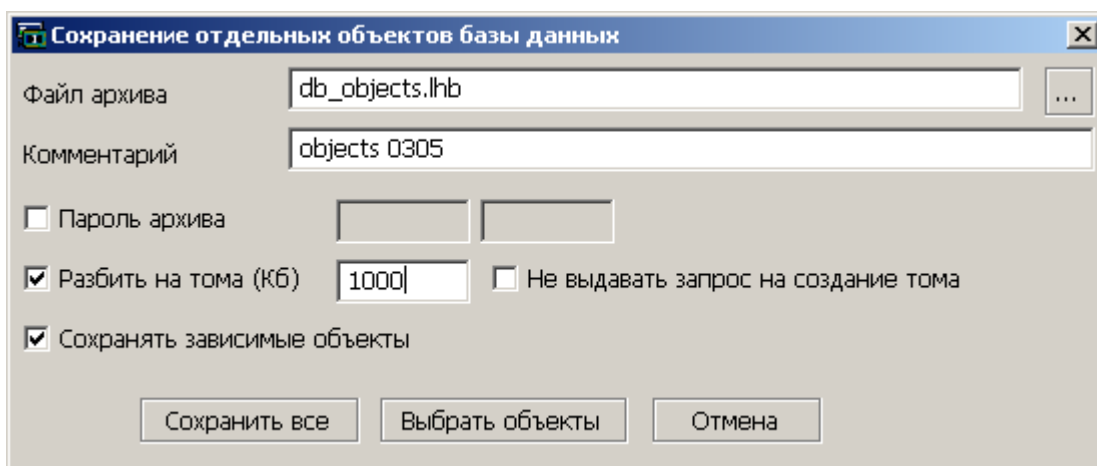 Сохранение отдельных объектов базы данных
Файл архива db_objects.lhb ...
Комментарий objects 0305
Пароль архива
Разбить на тома (Кб) 1000 Не выдавать запрос на создание тома
Сохранять зависимые объекты
Сохранить все Выбрать объекты Отмена